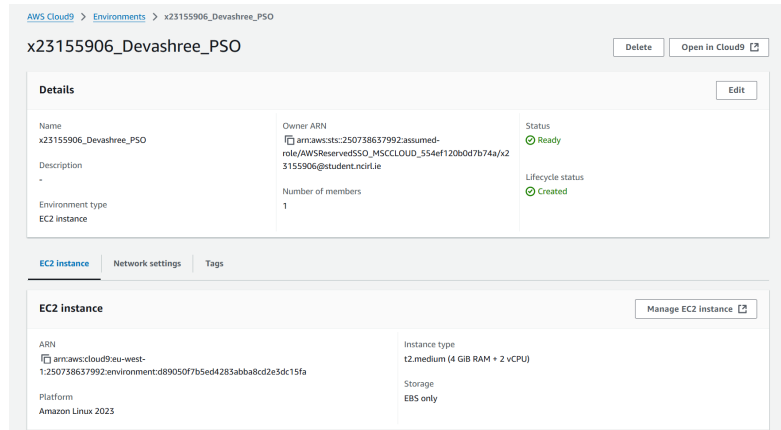 AWS Cloud9 > Environments > x23155906_Devashree_PSO
x23155906_Devashree_PSO
Delete
Open in Cloud9
Details
Edit
Name
x23155906_Devashree_PSO
Description
-
Environment type
EC2 instance
Owner ARN
arn:aws:sts::250738637992:assumed-
role/AWSReservedSSO_MSCCLOUD_554ef120b0d7b74a/x2
3155906@student.ncirl.ie
Number of members
1
Status
Ready
Lifecycle status
Created
EC2 instance
Network settings
Tags
EC2 instance
Manage EC2 instance
ARN
arn:aws:cloud9:eu-west-
1:250738637992:environment:d89050f7b5ed4283abba8cd2e3dc15fa
Platform
Amazon Linux 2023
Instance type
t2.medium (4 GiB RAM + 2 vCPU)
Storage
EBS only